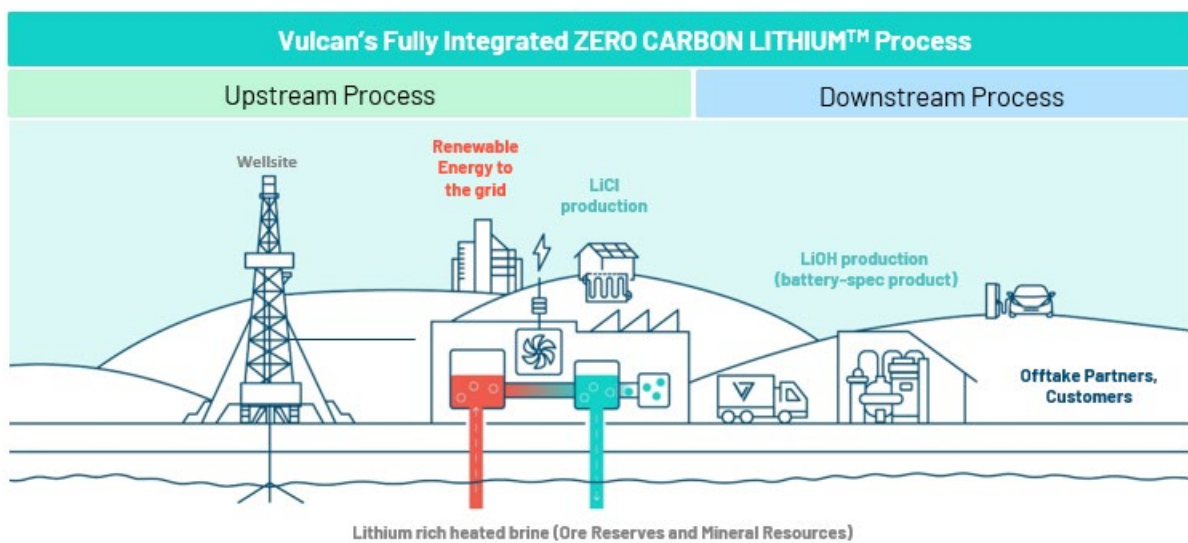 Vulcan's Fully Integrated ZERO CARBON LITHIUM™ Process
Upstream Process
Downstream Process
Wellsite
Renewable
Energy to
the grid
LiCl
production
LiOH production
(battery-spec product)
Offtake Partners,
Customers
Lithium rich heated brine (Ore Reserves and Mineral Resources)